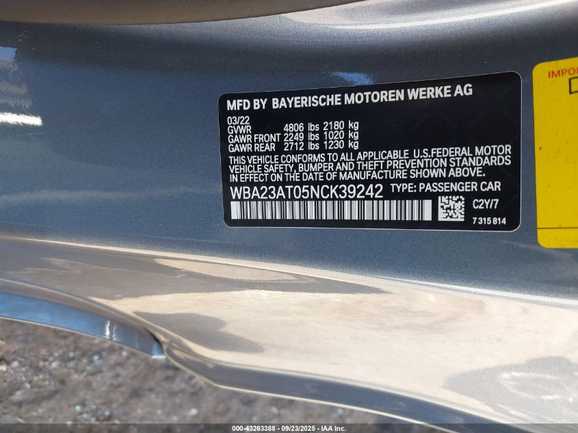 MFD BY BAYERISCHE MOTOREN WERKE AG
03/22
GVWR 4806 lbs 2180 kg
GAWR FRONT 2249 lbs 1020 kg
GAWR REAR 2712 lbs 1230 kg
THIS VEHICLE CONFORMS TO ALL APPLICABLE U.S.FEDERAL MOTOR
VEHICLE SAFETY, BUMPER AND THEFT PREVENTION STANDARDS IN
EFFECT ON THE DATE OF MANUFACTURE SHOWN ABOVE.
WBA23AT05NCK39242 TYPE: PASSENGER CAR
C2Y/7
7 315 814
IMPO
000-43263388 - 09/23/2025 - IAA Inc.